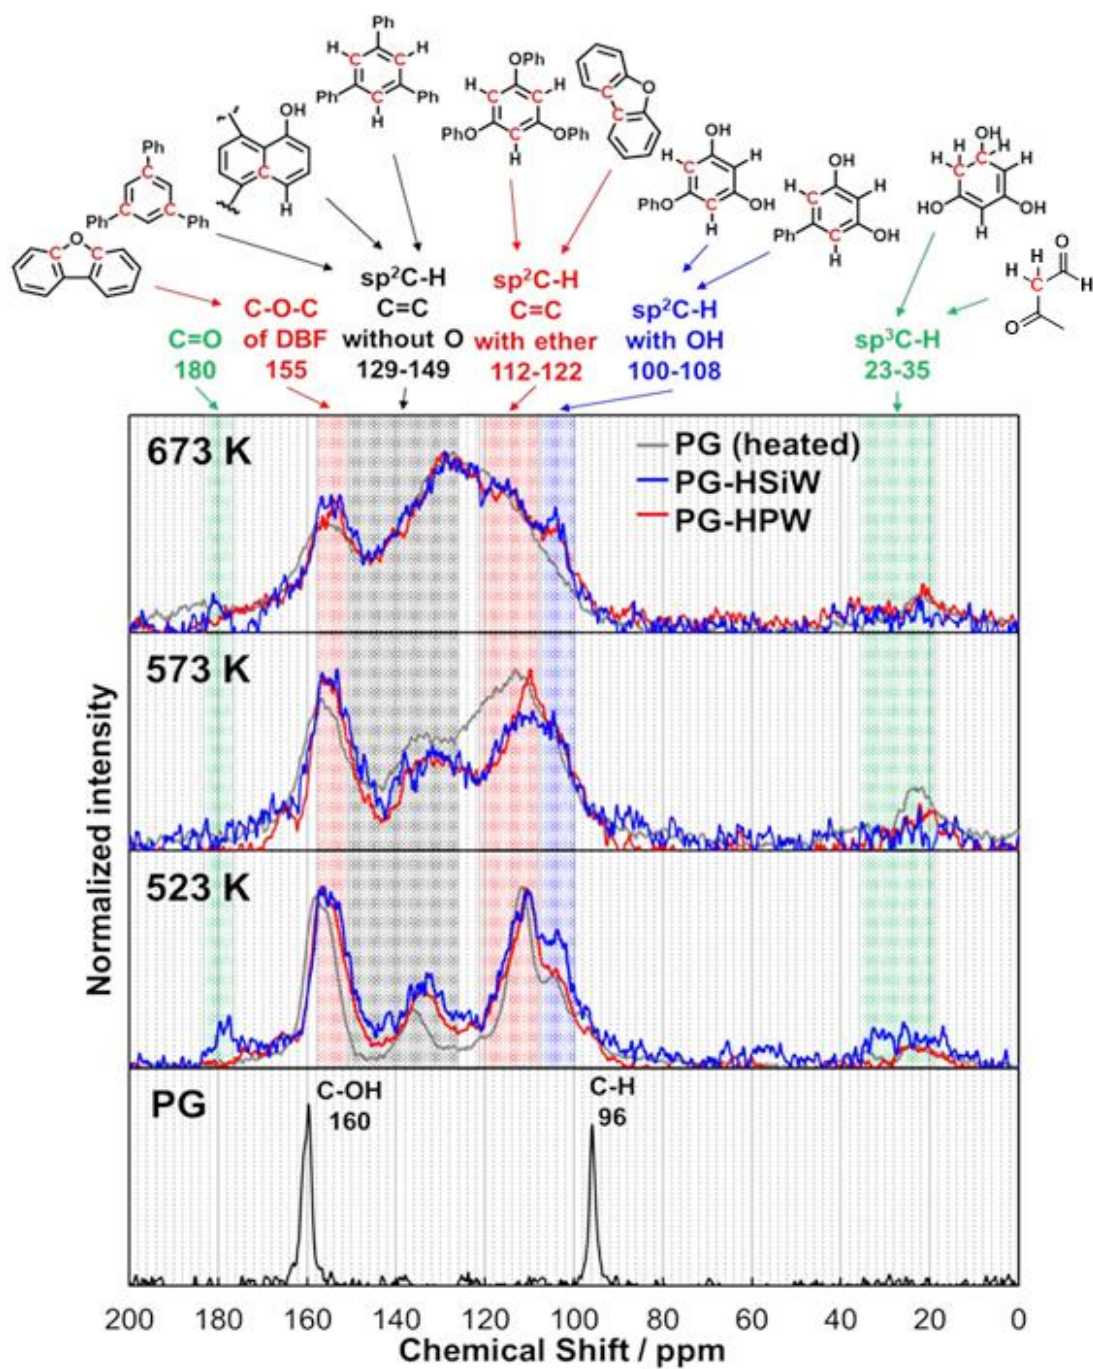 Ph
H
H
Ph
Ph
H
OPh
H
H
PhO
OPh
H
O
OH
H
OH
H
PhO
OH
H
OH
H
Ph
OH
H
OH
H
H
HO
OH
H
O
H
H
H
O
Ph
Ph
Ph
O
C=O
180
C-O-C
of DBF
155
sp²C-H
C=C
without O
129-149
sp²C-H
C=C
with ether
112-122
sp²C-H
with OH
100-108
sp³C-H
23-35
673 K
PG (heated)
PG-HSiW
PG-HPW
573 K
523 K
PG
C-OH
160
C-H
96
Normalized intensity
200 180 160 140 120 100 80 60 40 20 0
Chemical Shift / ppm